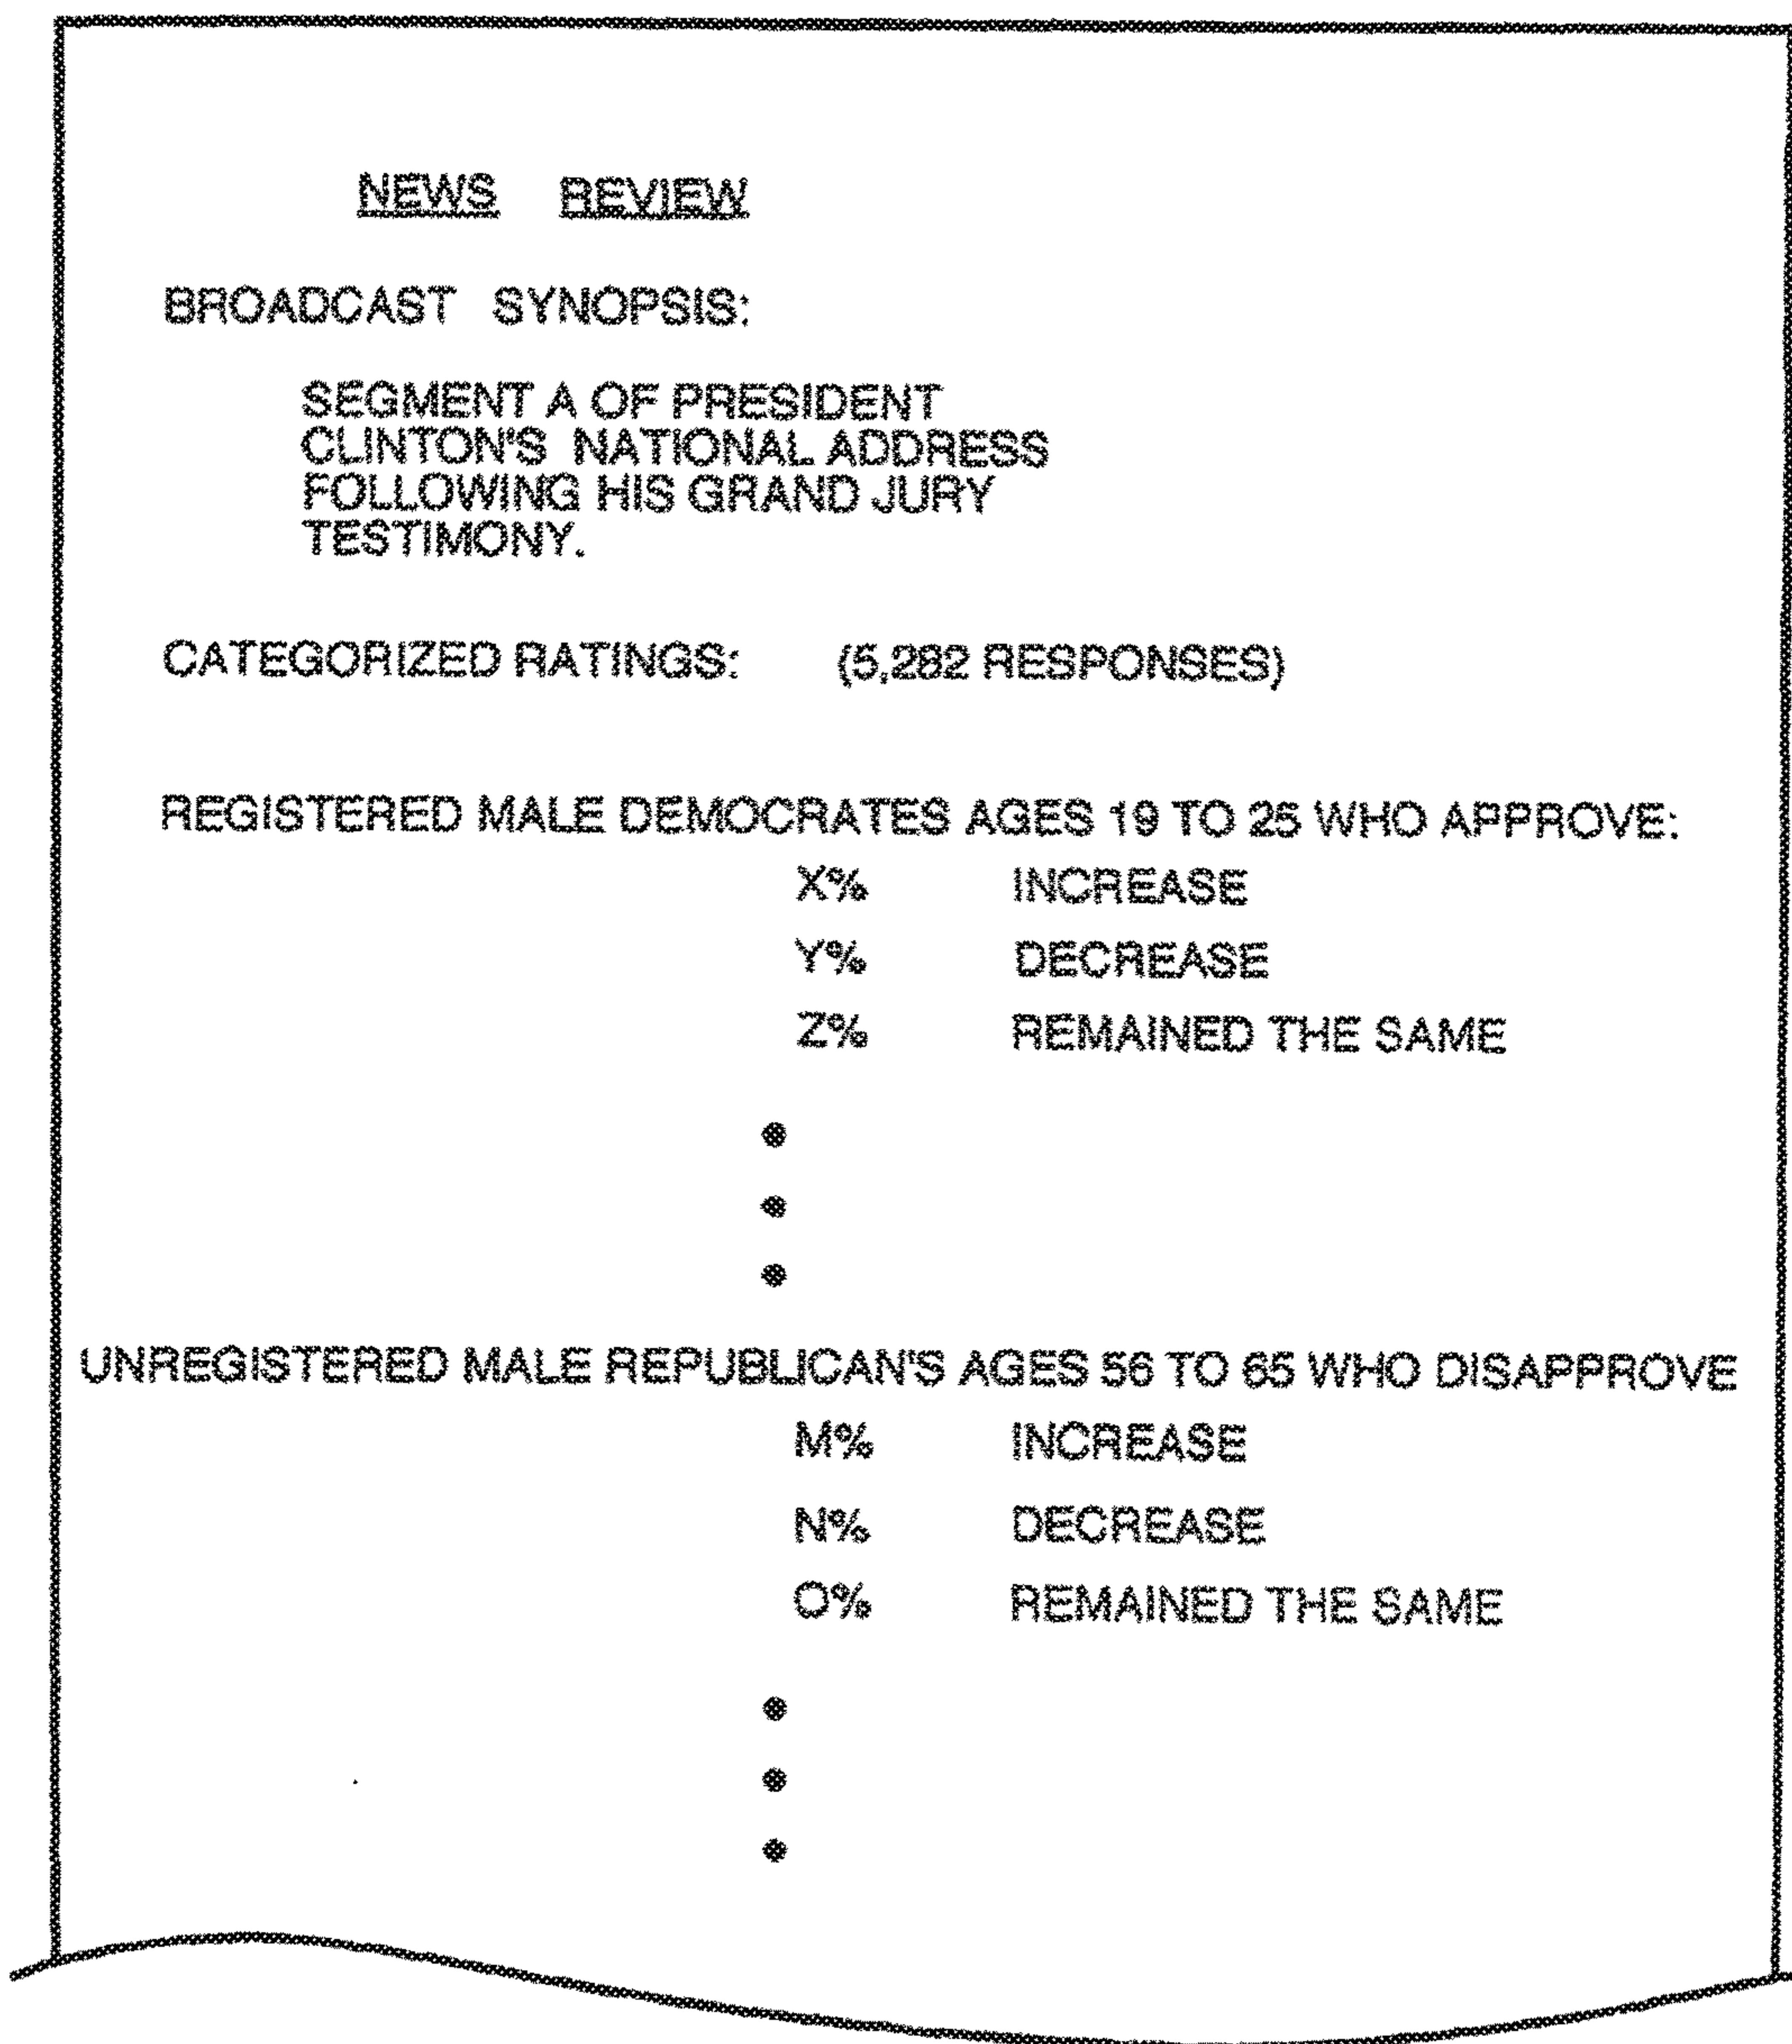 NEWS REVIEW
BROADCAST SYNOPSIS:
SEGMENT A OF PRESIDENT
CLINTON'S NATIONAL ADDRESS
FOLLOWING HIS GRAND JURY
TESTIMONY.
CATEGORIZED RATINGS: (5,282 RESPONSES)
REGISTERED MALE DEMOCRATES AGES 19 TO 25 WHO APPROVE:
X% INCREASE
Y% DECREASE
Z% REMAINED THE SAME
UNREGISTERED MALE REPUBLICAN'S AGES 56 TO 65 WHO DISAPPROVE
M% INCREASE
N% DECREASE
O% REMAINED THE SAME